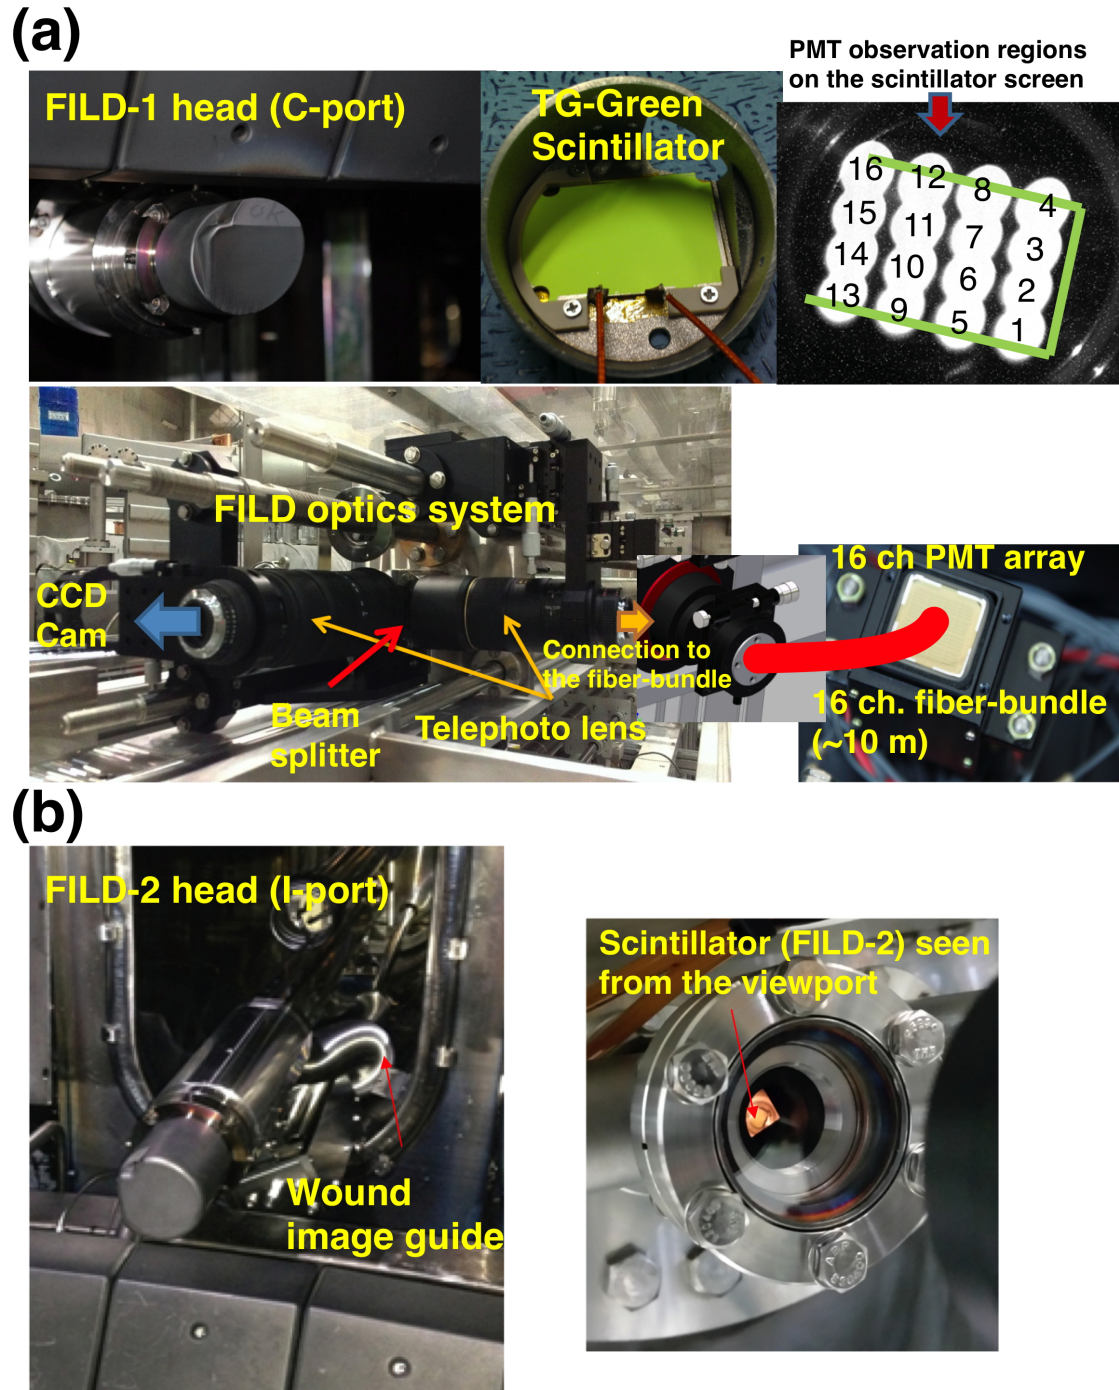 (a)
PMT observation regions
on the scintillator screen
FILD-1 head (C-port)
OK
TG-Green
Scintillator
16 12 8 4
15 11 7 3
14 10 6 2
13 9 5 1
FILD optics system
CCD
Cam
Connection to
the fiber-bundle
Beam
splitter
Telephoto lens
16 ch PMT array
16 ch. fiber-bundle
(~10 m)
(b)
FILD-2 head (I-port)
Wound
image guide
Scintillator (FILD-2) seen
from the viewport